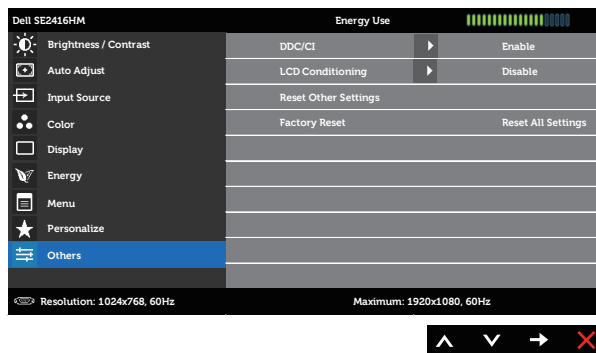 Dell SE2416HM Energy Use
Brightness / Contrast DDC/CI Enable
Auto Adjust LCD Conditioning Disable
Input Source Reset Other Settings
Color Factory Reset Reset All Settings
Display
Energy
Menu
Personalize
Others
Resolution: 1024x768, 60Hz Maximum: 1920x1080, 60Hz